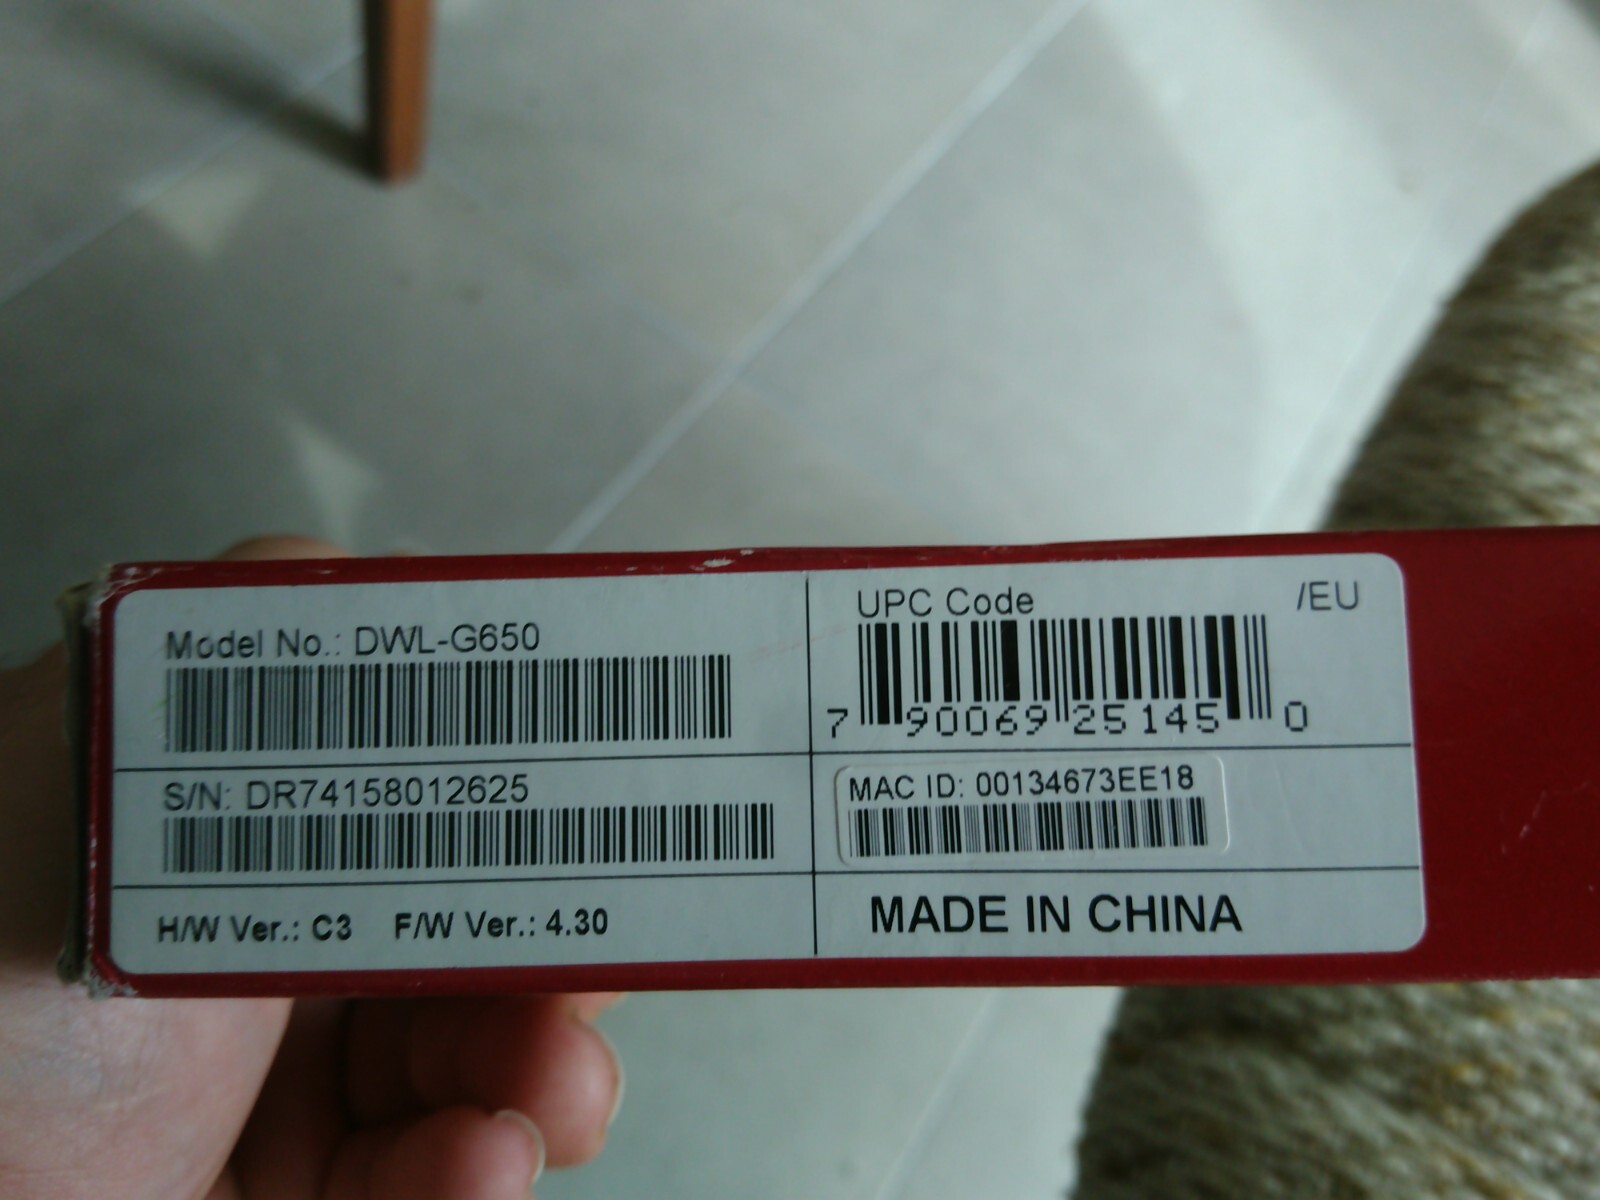 Model No.: DWL-G650
UPC Code /EU
7 90069 25145 0
S/N: DR74158012625
MAC ID: 00134673EE18
H/W Ver.: C3 F/W Ver.: 4.30
MADE IN CHINA